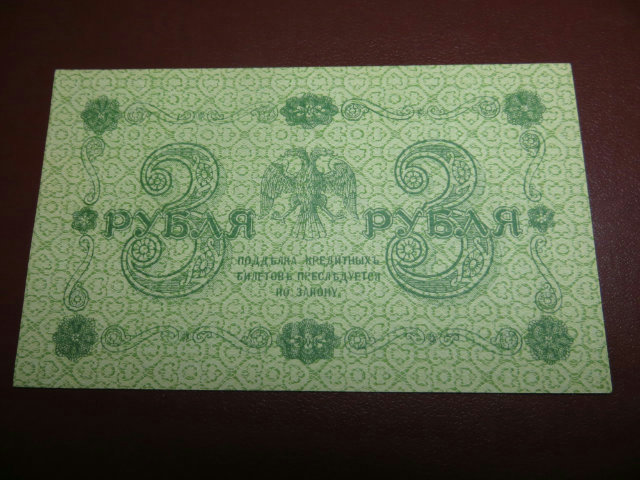 3 РУБЛЯ 3 РУБЛЯ
ПОДДѢЛКА КРЕДИТНЫХЪ
БИЛЕТОВЪ ПРЕСЛѢДУЕТСЯ
ПО ЗАКОНУ.